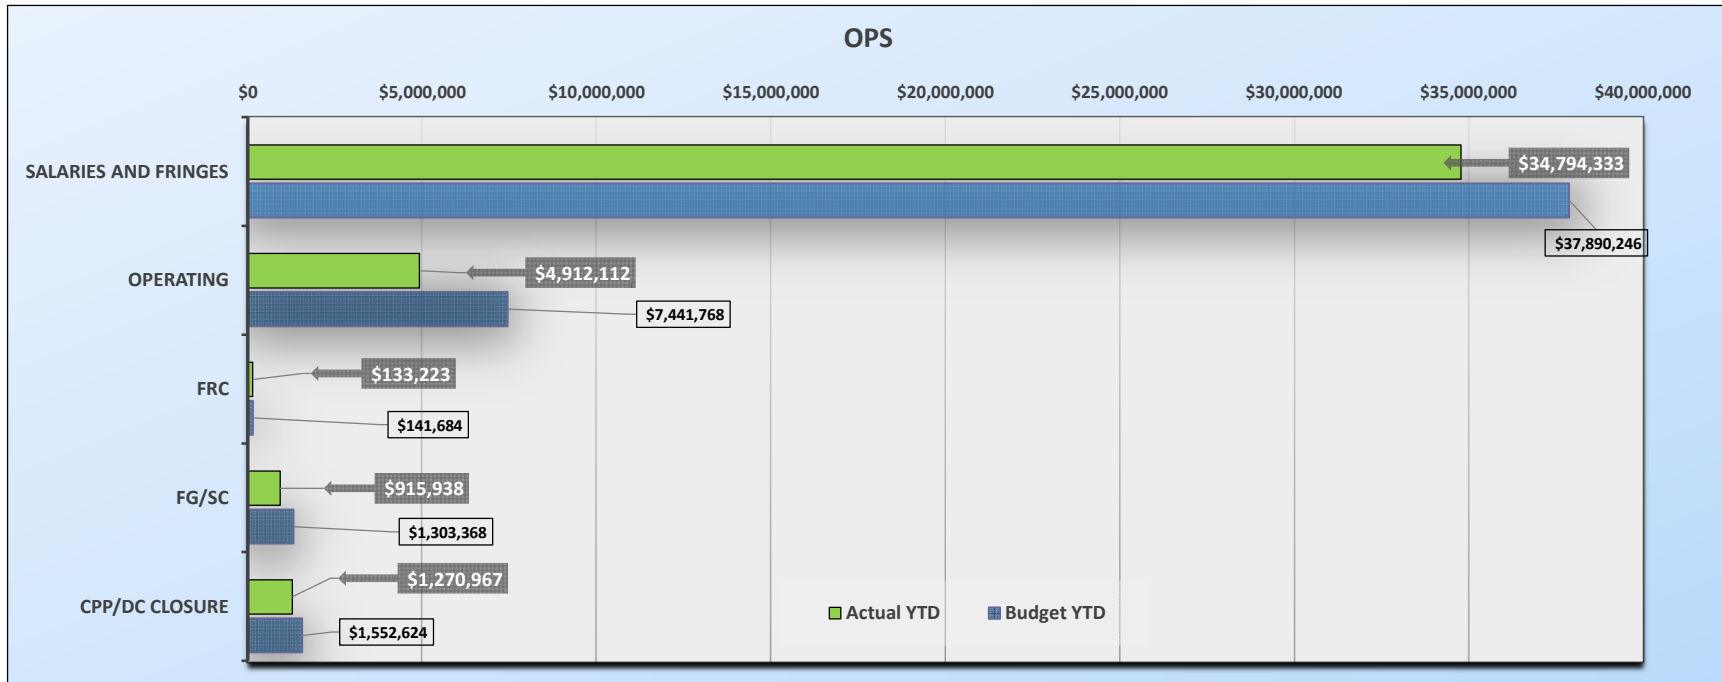 OPS
$0 $5,000,000 $10,000,000 $15,000,000 $20,000,000 $25,000,000 $30,000,000 $35,000,000 $40,000,000
SALARIES AND FRINGES
$34,794,333
$37,890,246
OPERATING
$4,912,112
$7,441,768
FRC
$133,223
$141,684
FG/SC
$915,938
$1,303,368
CPP/DC CLOSURE
$1,270,967
$1,552,624
Actual YTD Budget YTD